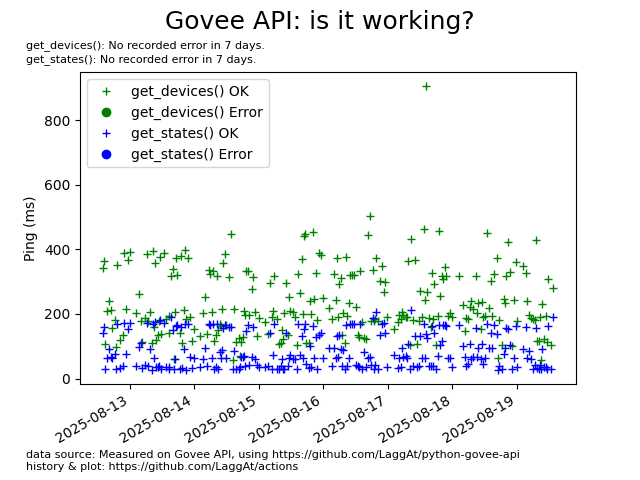 Govee API: is it working?
get_devices(): No recorded error in 7 days.
get_states(): No recorded error in 7 days.
get_devices() OK
get_devices() Error
get_states() OK
get_states() Error
Ping (ms)
800
600
400
200
0
2025-08-13
2025-08-14
2025-08-15
2025-08-16
2025-08-17
2025-08-18
2025-08-19
data source: Measured on Govee API, using https://github.com/LaggAt/python-govee-api
history & plot: https://github.com/LaggAt/actions